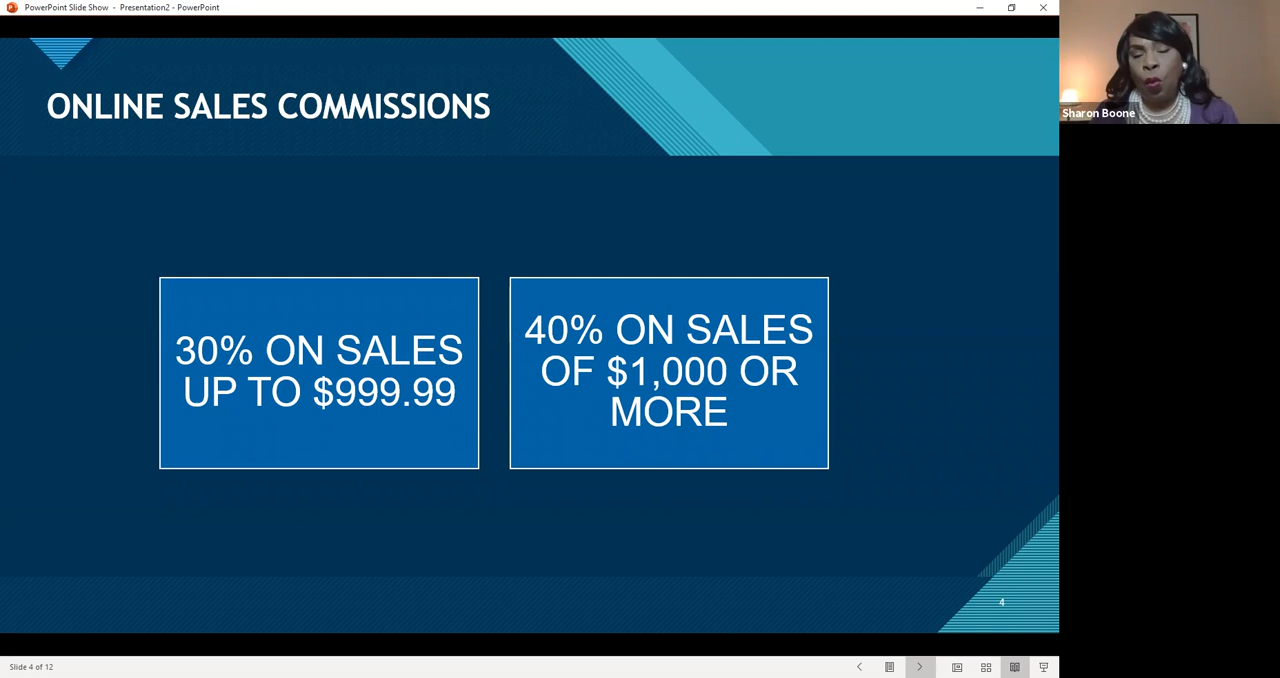 PowerPoint Slide Show - Presentation2 - PowerPoint
ONLINE SALES COMMISSIONS
Sharon Boone
30% ON SALES
UP TO $999.99
40% ON SALES
OF $1,000 OR
MORE
4
Slide 4 of 12